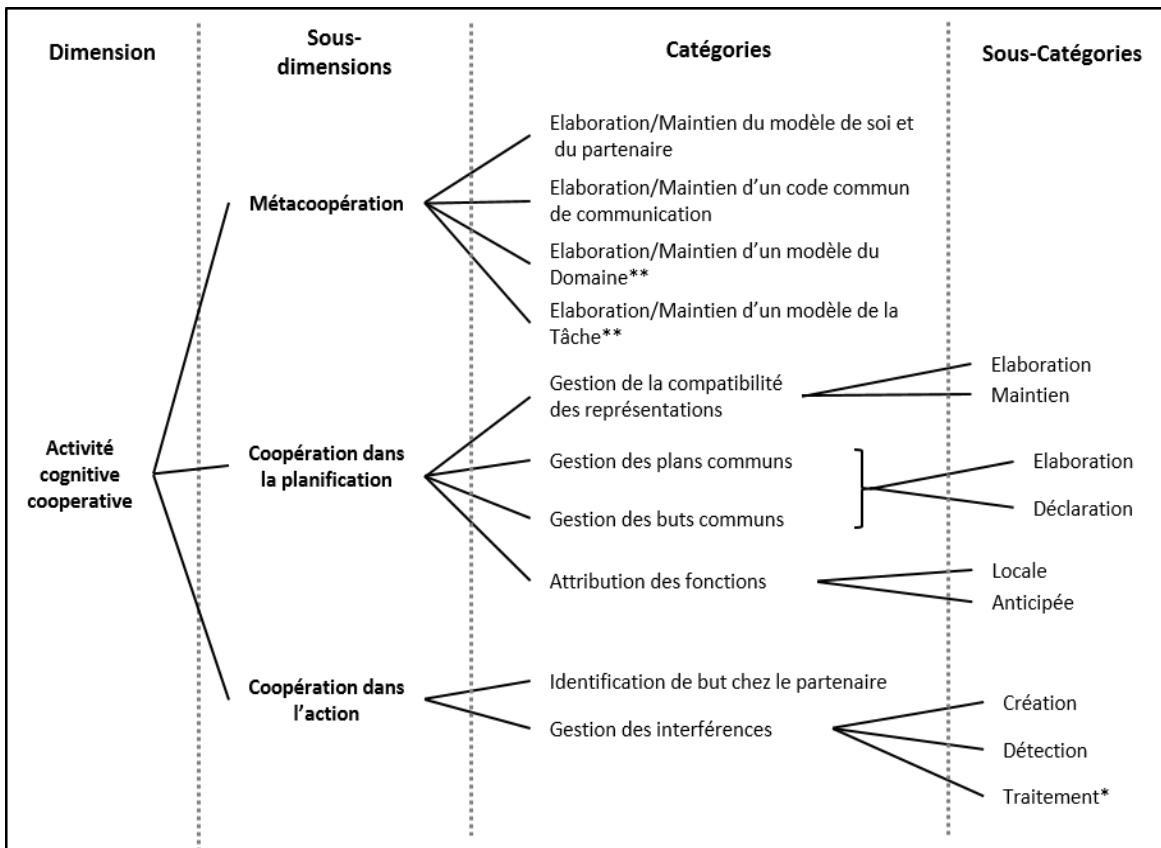 Dimension
Sous-
dimensions
Catégories
Sous-Catégories
Elaboration/Maintien du modèle de soi et
du partenaire
Métacoopération
Elaboration/Maintien d'un code commun
de communication
Elaboration/Maintien d'un modèle du
Domaine**
Elaboration/Maintien d'un modèle de la
Tâche**
Gestion de la compatibilité
des représentations
Elaboration
Maintien
Activité
cognitive
cooperative
Coopération dans
la planification
Gestion des plans communs
Gestion des buts communs
Elaboration
Déclaration
Attribution des fonctions
Locale
Anticipée
Coopération dans
l'action
Identification de but chez le partenaire
Gestion des interférences
Création
Détection
Traitement*